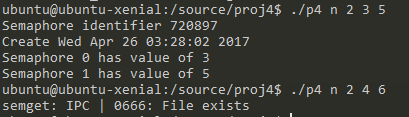 ubuntu@ubuntu-xenial:/source/proj4$ ./p4 n 2 3 5
Semaphore identifier 720897
Create Wed Apr 26 03:28:02 2017
Semaphore 0 has value of 3
Semaphore 1 has value of 5
ubuntu@ubuntu-xenial:/source/proj4$ ./p4 n 2 4 6
semget: IPC | 0666: File exists